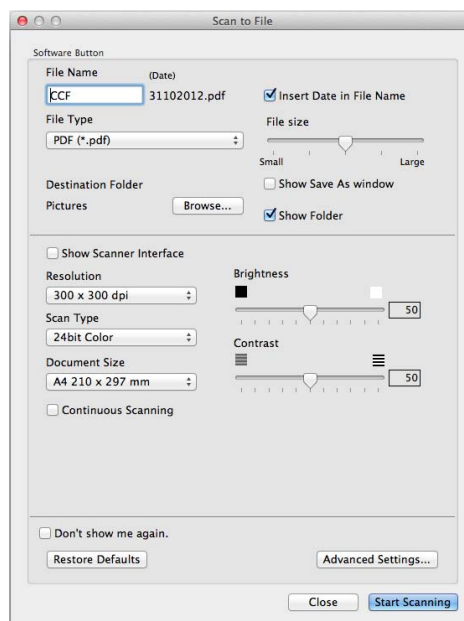 Scan to File
Software Button
File Name (Date)
CCF 31102012.pdf Insert Date in File Name
File Type File size
PDF (*.pdf)
Small Large
Destination Folder Show Save As window
Pictures Browse... Show Folder
Show Scanner Interface
Resolution Brightness
300 x 300 dpi 50
Scan Type
24bit Color Contrast
Document Size
A4 210 x 297 mm 50
Continuous Scanning
Don't show me again.
Restore Defaults Advanced Settings...
Close Start Scanning